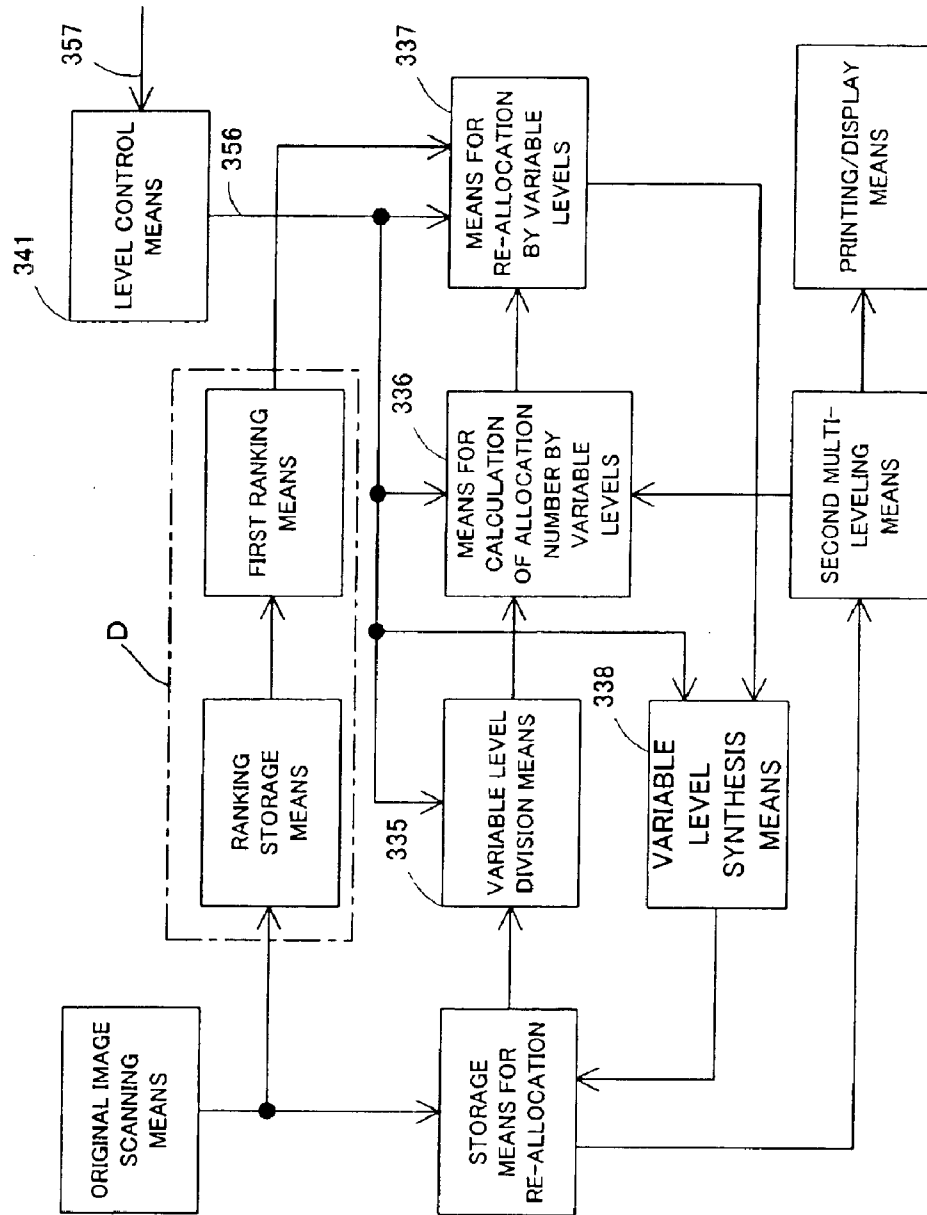 ORIGINAL IMAGE
SCANNING
MEANS
D
RANKING
STORAGE
MEANS
FIRST RANKING
MEANS
341
LEVEL CONTROL
MEANS
357
356
STORAGE
MEANS FOR
RE-ALLOCATION
335
VARIABLE LEVEL
DIVISION MEANS
336
MEANS FOR
CALCULATION
OF ALLOCATION
NUMBER BY
VARIABLE
LEVELS
337
MEANS FOR
RE-ALLOCATION
BY VARIABLE
LEVELS
338
VARIABLE
LEVEL
SYNTHESIS
MEANS
SECOND MULTI-
LEVELING
MEANS
PRINTING/DISPLAY
MEANS